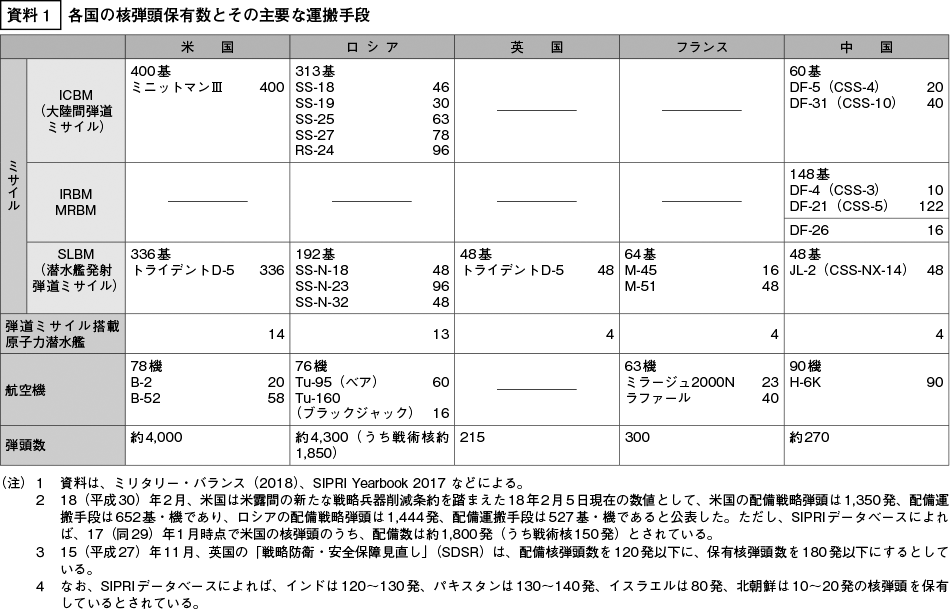 資料1 各国の核弾頭保有数とその主要な運搬手段
米 国 ロ シ ア 英 国 フランス 中 国
ミサイル
ICBM
(大陸間弾道
ミサイル)
400基
ミニットマンⅢ 400
313基
SS-18 46
SS-19 30
SS-25 63
SS-27 78
RS-24 96
60基
DF-5(CSS-4) 20
DF-31(CSS-10) 40
IRBM
MRBM
148基
DF-4(CSS-3) 10
DF-21(CSS-5) 122
DF-26 16
SLBM
(潜水艦発射
弾道ミサイル)
336基
トライデントD-5 336
192基
SS-N-18 48
SS-N-23 96
SS-N-32 48
48基
トライデントD-5 48
64基
M-45 16
M-51 48
48基
JL-2(CSS-NX-14) 48
弾道ミサイル搭載
原子力潜水艦
14 13 4 4 4
航空機
78機
B-2 20
B-52 58
76機
Tu-95(ベア) 60
Tu-160
(ブラックジャック) 16
63機
ミラージュ2000N 23
ラファール 40
90機
H-6K 90
弾頭数
約4,000
約4,300(うち戦術核約
1,850)
215
300
約270
(注)1 資料は、ミリタリー・バランス(2018)、SIPRI Yearbook 2017 などによる。
2 18(平成30)年2月、米国は米露間の新たな戦略兵器削減条約を踏まえた18年2月5日現在の数値として、米国の配備戦略弾頭は1,350発、配備運
搬手段は652基・機であり、ロシアの配備戦略弾頭は1,444発、配備運搬手段は527基・機であると公表した。ただし、SIPRIデータベースによれ
ば、17(同29)年1月時点で米国の核弾頭のうち、配備数は約1,800発(うち戦術核150発)とされている。
3 15(平成27)年11月、英国の「戦略防衛・安全保障見直し」(SDSR)は、配備核弾頭数を120発以下に、保有核弾頭数を180発以下にするとして
いる。
4 なお、SIPRIデータベースによれば、インドは120～130発、パキスタンは130～140発、イスラエルは80発、北朝鮮は10～20発の核弾頭を保有
しているとされている。